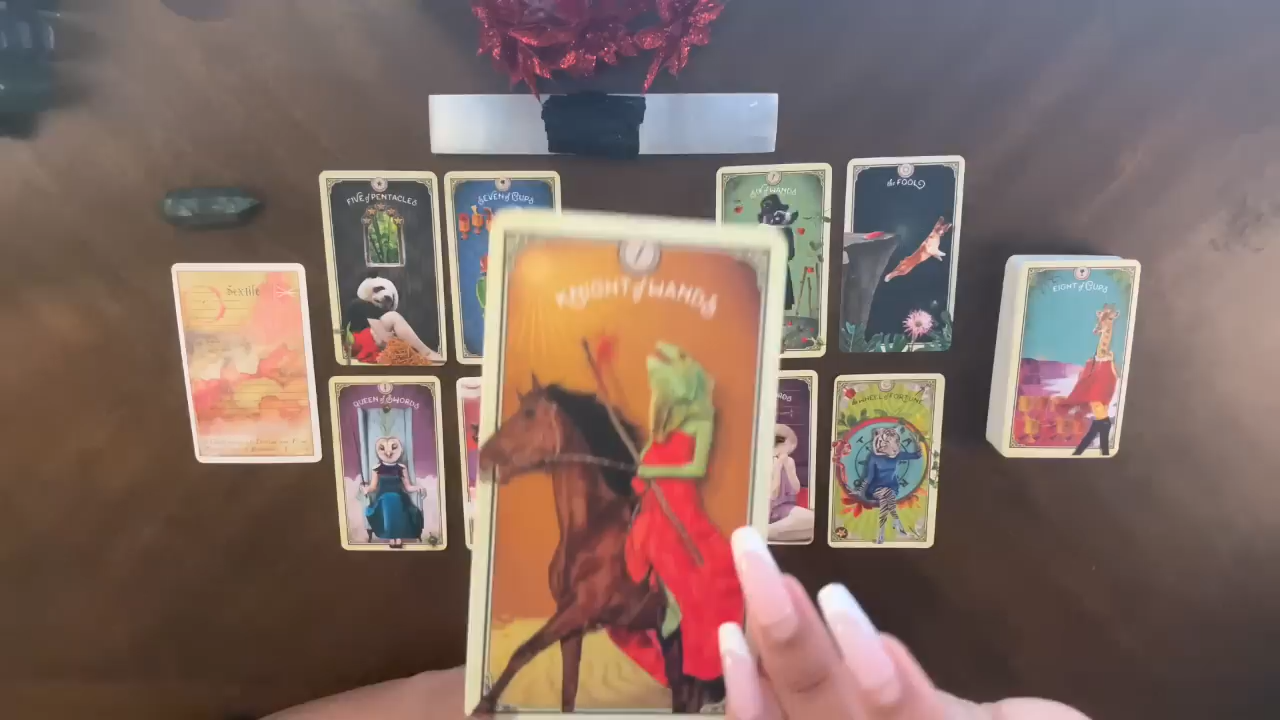 FIVE of PENTACLES
SEVEN of CUPS
SIX of WANDS
the FOOL
KNIGHT of WANDS
Sextile
EIGHT of CUPS
QUEEN of SWORDS
WHEEL of FORTUNE